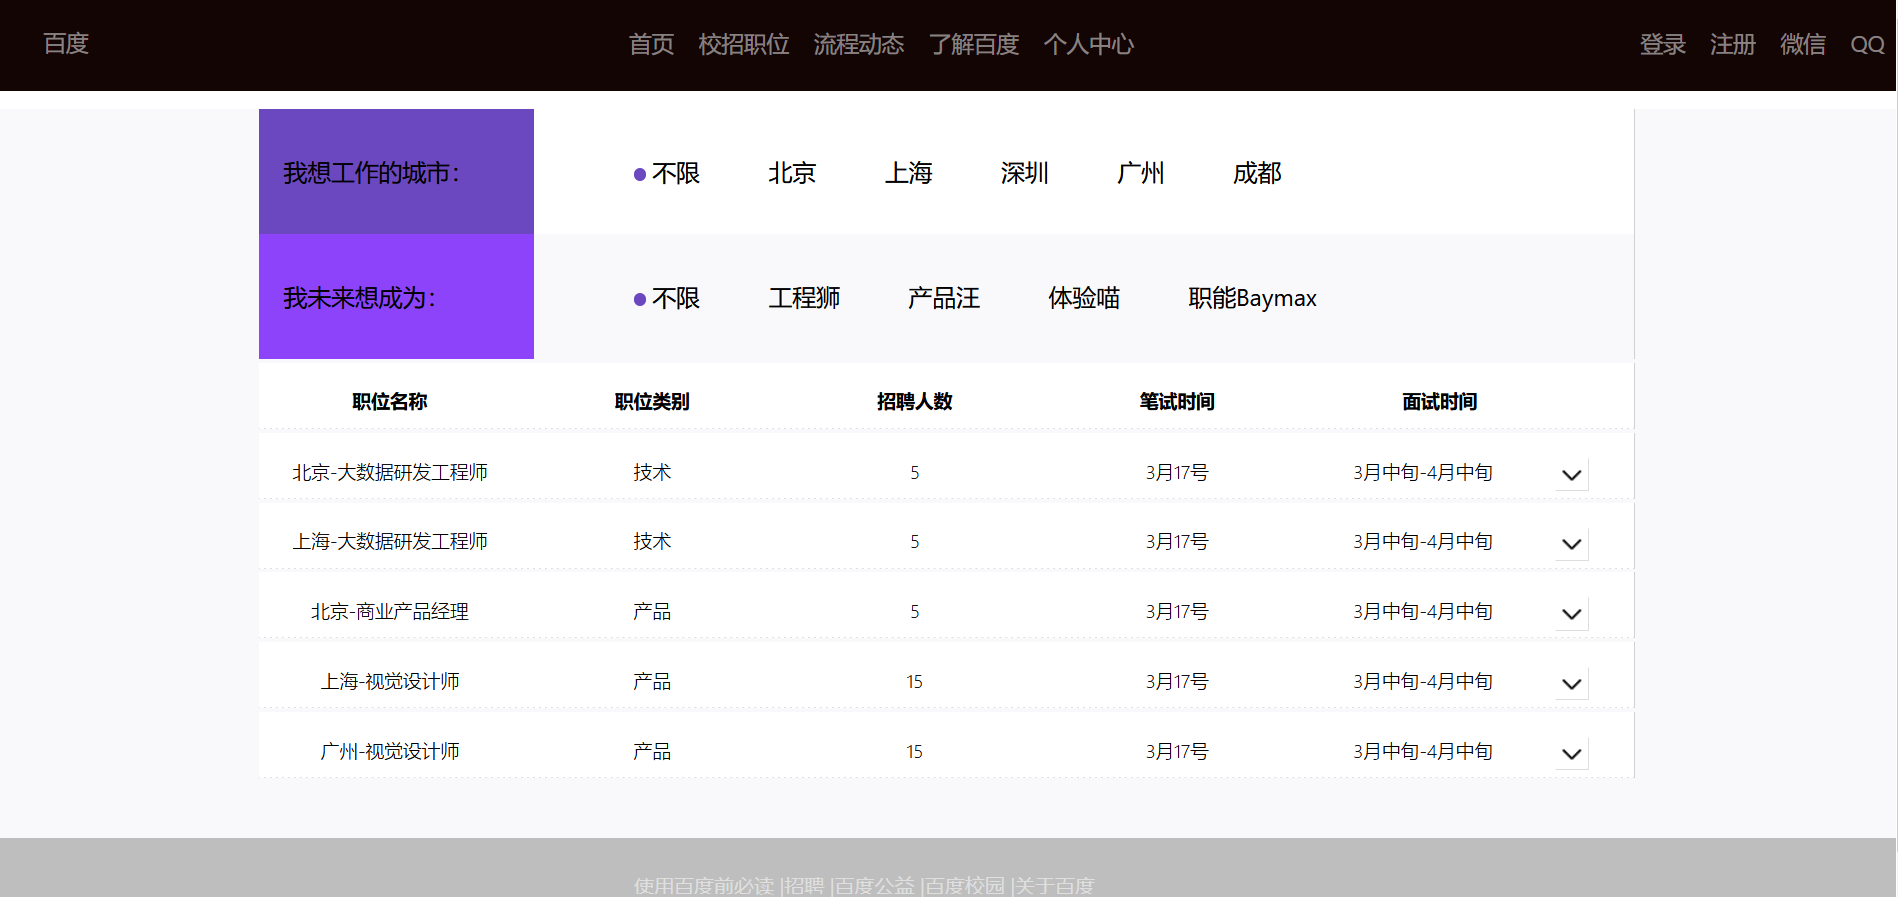 百度 首页 校招职位 流程动态 了解百度 个人中心 登录 注册 微信 QQ
我想工作的城市： 不限 北京 上海 深圳 广州 成都
我未来想成为： 不限 工程狮 产品汪 体验喵 职能Baymax
职位名称 职位类别 招聘人数 笔试时间 面试时间
北京-大数据研发工程师 技术 5 3月17号 3月中旬-4月中旬
上海-大数据研发工程师 技术 5 3月17号 3月中旬-4月中旬
北京-商业产品经理 产品 5 3月17号 3月中旬-4月中旬
上海-视觉设计师 产品 15 3月17号 3月中旬-4月中旬
广州-视觉设计师 产品 15 3月17号 3月中旬-4月中旬
使用百度前必读 |招聘 |百度公益 |百度校园 |关于百度